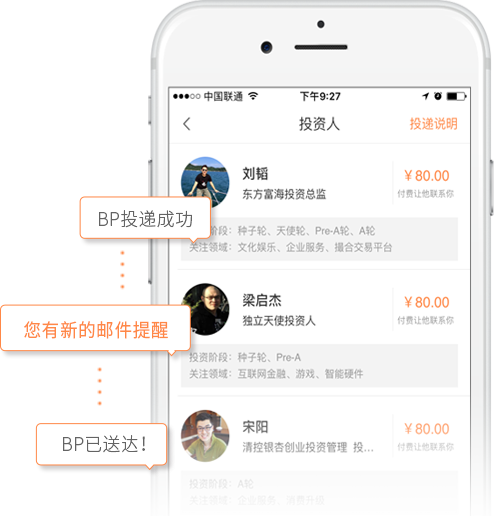 中国联通
下午9:27
投资人
投递说明
刘韬
¥80.00
东方富海投资总监
付费让他联系你
BP投递成功
阶段：种子轮、天使轮、Pre-A轮、A轮
关注领域：文化娱乐、企业服务、撮合交易平台
梁启杰
¥80.00
独立天使投资人
付费让他联系你
您有新的邮件提醒
投资阶段：种子轮、Pre-A
关注领域：互联网金融、游戏、智能硬件
宋阳
¥80.00
清控银杏创业投资管理 投...
付费让他联系你
BP已送达！
投资阶段：A轮
关注领域：企业服务、消费升级